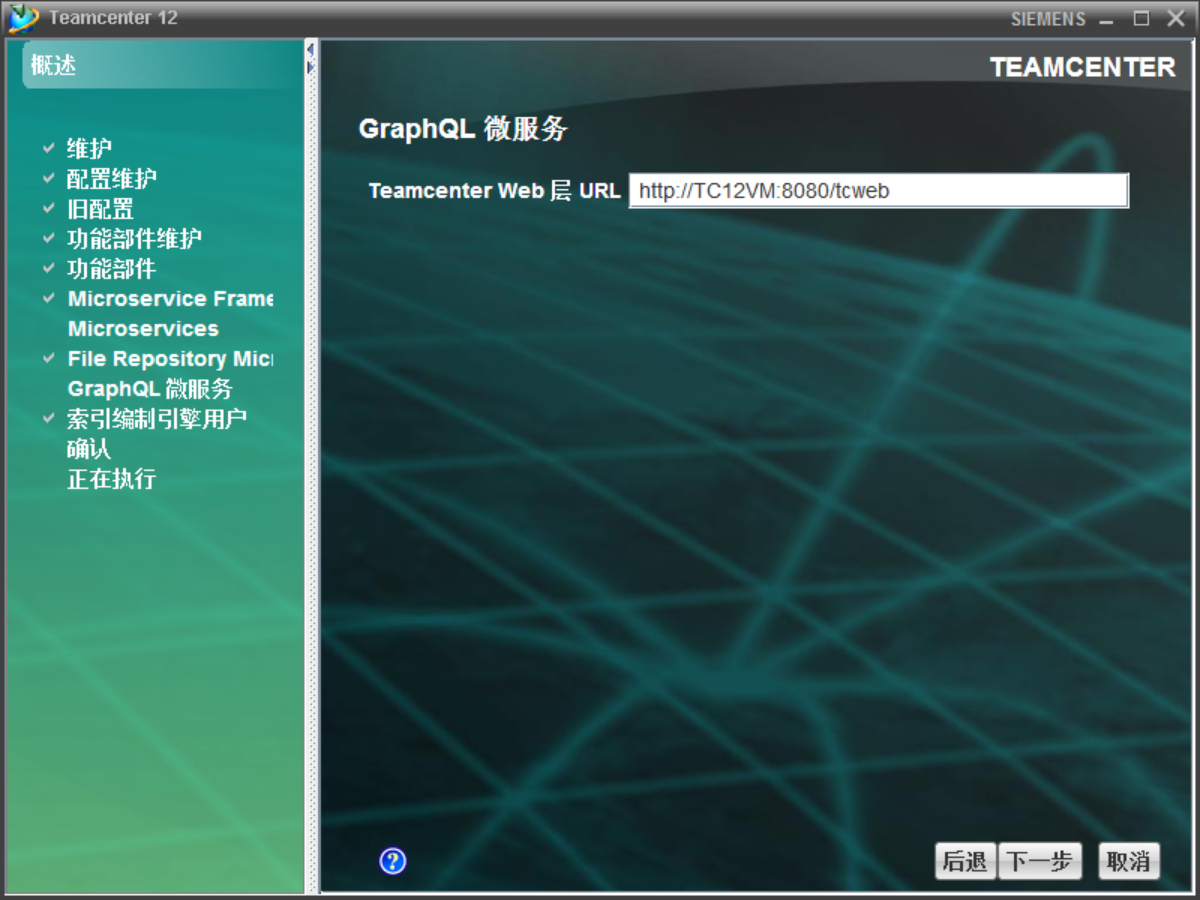 Teamcenter 12
SIEMENS
概述
维护
配置维护
旧配置
功能部件维护
功能部件
Microservice Frame
Microservices
File Repository Mic
GraphQL 微服务
索引编制引擎用户
确认
正在执行
TEAMCENTER
GraphQL 微服务
Teamcenter Web 层 URL http://TC12VM:8080/tcweb
?
后退 下一步 取消